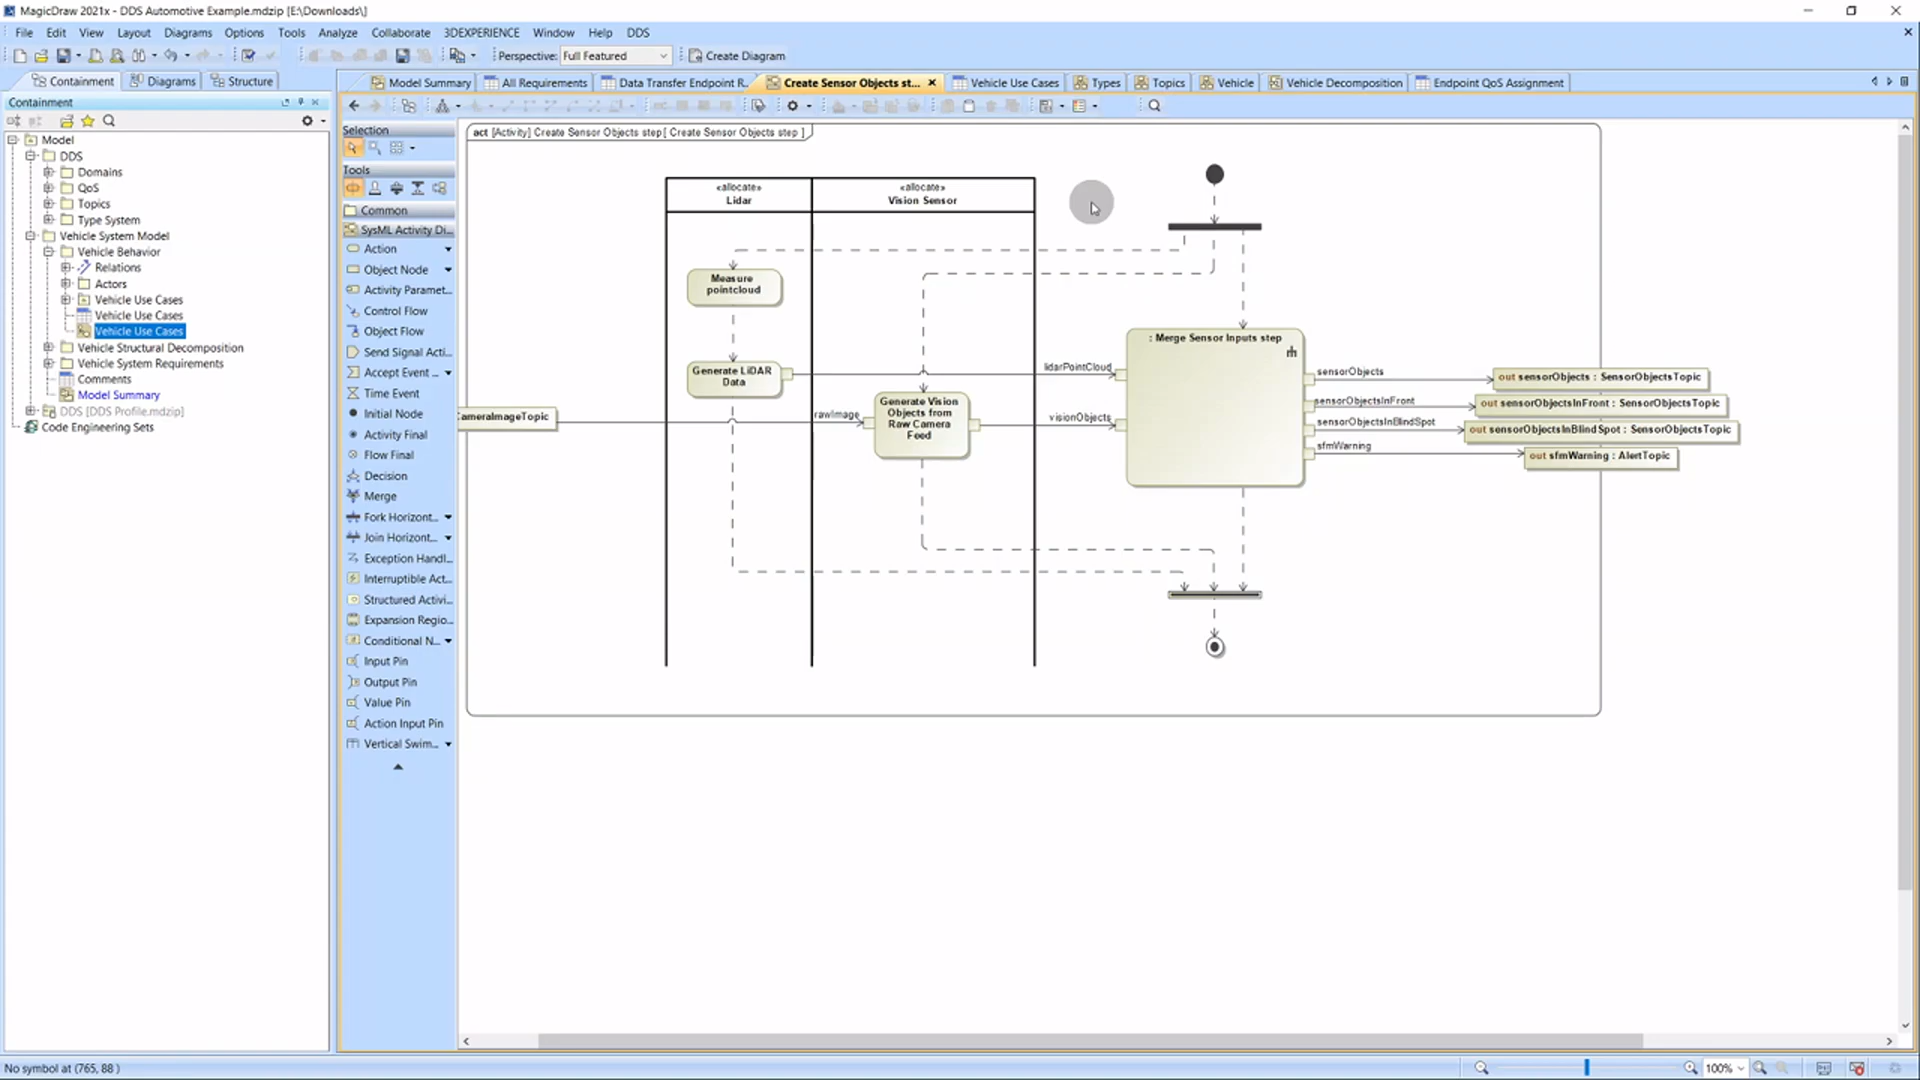 MagicDraw 2021x - DDS Automotive Example.mdzip [E:\Downloads\]
File Edit View Layout Diagrams Options Tools Analyze Collaborate 3DEXPERIENCE Window Help DDS
Perspective: Full Featured Create Diagram
Containment Diagrams Structure
Model Summary All Requirements Data Transfer Endpoint R... Create Sensor Objects st... Vehicle Use Cases Types Topics Vehicle Vehicle Decomposition Endpoint QoS Assignment
Containment
Model
DDS
Domains
QoS
Topics
Type System
Vehicle System Model
Vehicle Behavior
Relations
Actors
Vehicle Use Cases
Vehicle Use Cases
Vehicle Use Cases
Vehicle Structural Decomposition
Vehicle System Requirements
Comments
Model Summary
DDS [DDS Profile.mdzip]
Code Engineering Sets
Selection
Tools
Common
SysML Activity Di...
Action
Object Node
Activity Paramet...
Control Flow
Object Flow
Send Signal Acti...
Accept Event ...
Time Event
Initial Node
Activity Final
Flow Final
Decision
Merge
Fork Horizont...
Join Horizont...
Exception Handl...
Interruptible Act...
Structured Activi...
Expansion Regio...
Conditional N...
Input Pin
Output Pin
Value Pin
Action Input Pin
Vertical Swim...
act [Activity] Create Sensor Objects step[ Create Sensor Objects step ]
«allocate»
Lidar
«allocate»
Vision Sensor
Measure
pointcloud
Generate LiDAR
Data
CameraImageTopic
rawImage
Generate Vision
Objects from
Raw Camera
Feed
lidarPointCloud
visionObjects
: Merge Sensor Inputs step
sensorObjects
sensorObjectsInFront
sensorObjectsInBlindSpot
sfmWarning
out sensorObjects : SensorObjectsTopic
out sensorObjectsInFront : SensorObjectsTopic
out sensorObjectsInBlindSpot : SensorObjectsTopic
out sfmWarning : AlertTopic
No symbol at (765, 88 )
100%